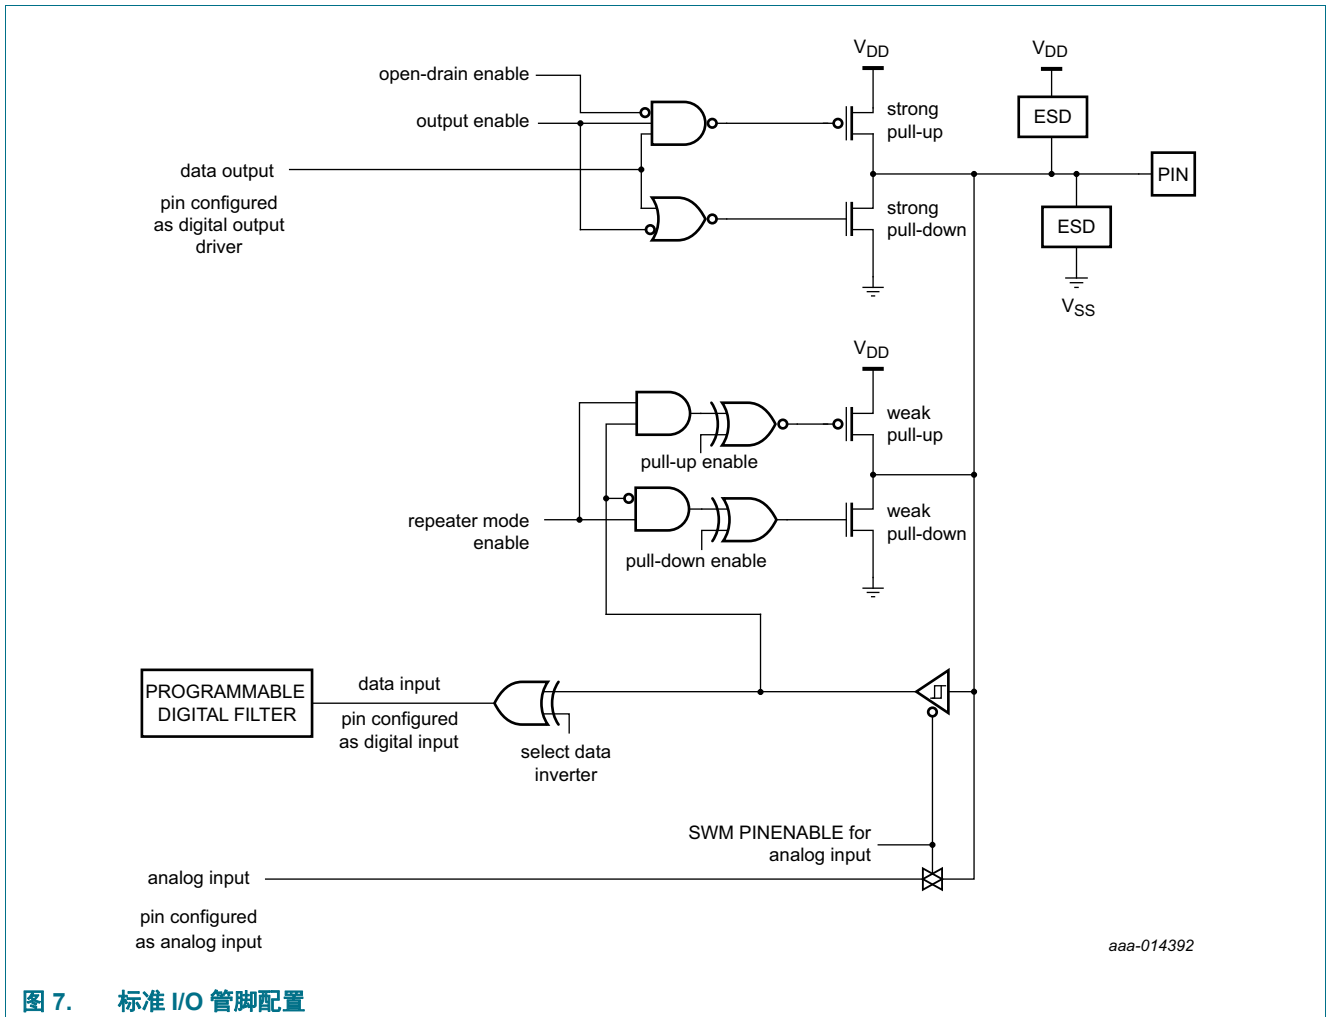 VDD
VDD
open-drain enable
output enable
strong
pull-up
ESD
data output
PIN
pin configured
as digital output
driver
strong
pull-down
ESD
VSS
VDD
weak
pull-up
pull-up enable
repeater mode
enable
weak
pull-down
pull-down enable
PROGRAMMABLE
DIGITAL FILTER
data input
pin configured
as digital input
select data
inverter
SWM PINENABLE for
analog input
analog input
pin configured
as analog input
aaa-014392
图 7. 标准 I/O 管脚配置